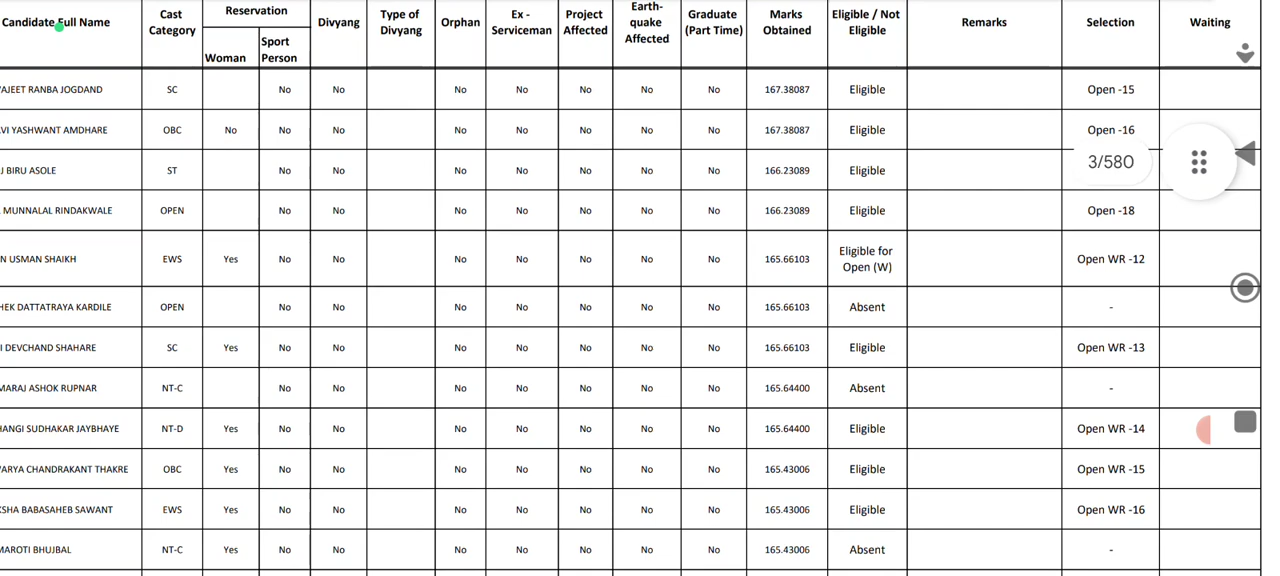 Candidate Full Name Cast Category Reservation Woman Sport Person Divyang Type of Divyang Orphan Ex - Serviceman Project Affected Earth-quake Affected Graduate (Part Time) Marks Obtained Eligible / Not Eligible Remarks Selection Waiting
AJEET RANBA JOGDAND SC No No No No No No No 167.38087 Eligible Open -15
VI YASHWANT AMDHARE OBC No No No No No No No No 167.38087 Eligible Open -16
3/580
J BIRU ASOLE ST No No No No No No No 166.23089 Eligible
MUNNALAL RINDAKWALE OPEN No No No No No No No 166.23089 Eligible Open -18
N USMAN SHAIKH EWS Yes No No No No No No No 165.66103 Eligible for Open (W) Open WR -12
HEK DATTATRAYA KARDILE OPEN No No No No No No No 165.66103 Absent -
I DEVCHAND SHAHARE SC Yes No No No No No No No 165.66103 Eligible Open WR -13
MARAJ ASHOK RUPNAR NT-C No No No No No No No 165.64400 Absent -
HANGI SUDHAKAR JAYBHAYE NT-D Yes No No No No No No No 165.64400 Eligible Open WR -14
ARYA CHANDRAKANT THAKRE OBC Yes No No No No No No No 165.43006 Eligible Open WR -15
KSHA BABASAHEB SAWANT EWS Yes No No No No No No No 165.43006 Eligible Open WR -16
MAROTI BHUJBAL NT-C Yes No No No No No No No 165.43006 Absent -